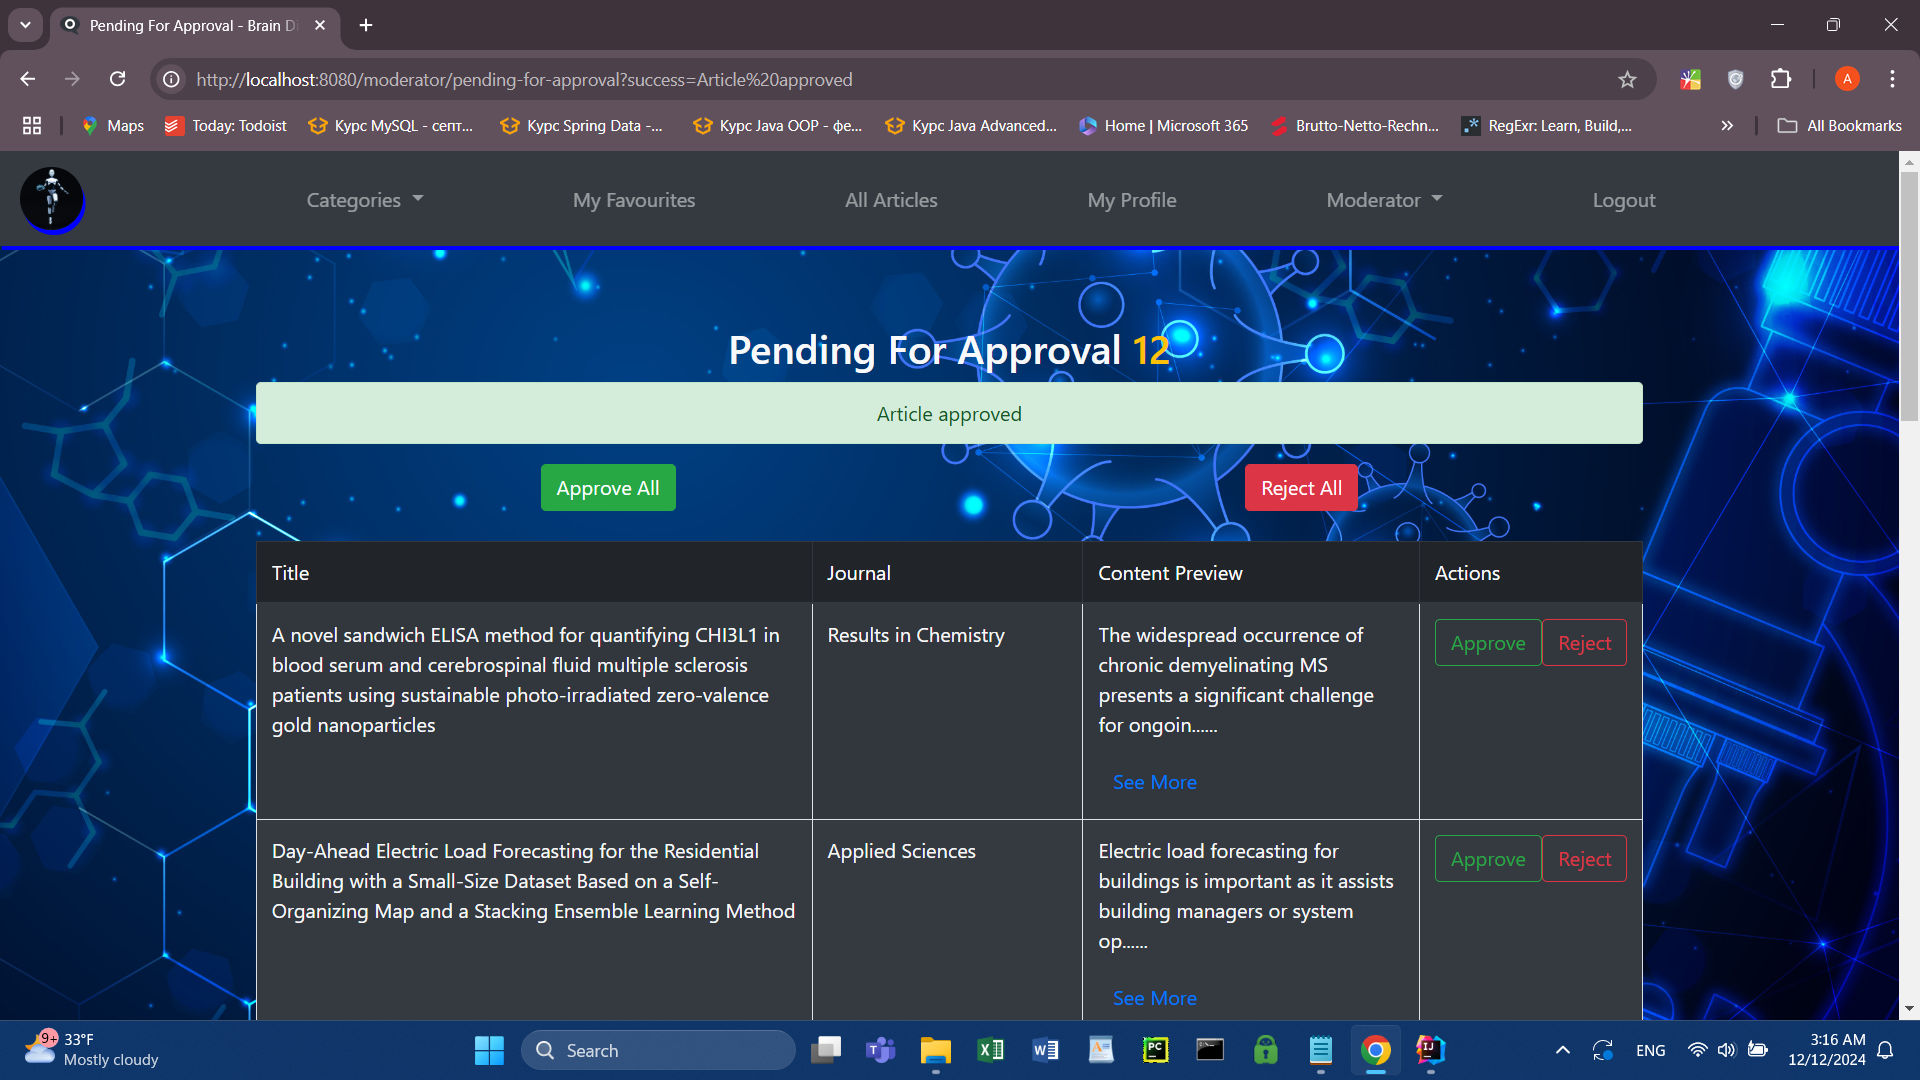 Pending For Approval - Brain Di
http://localhost:8080/moderator/pending-for-approval?success=Article%20approved
A
Maps
Today: Todoist
Курс MySQL - септ...
Курс Spring Data -...
Курс Java OOP - фе...
Курс Java Advanced...
Home | Microsoft 365
Brutto-Netto-Rechn...
RegExr: Learn, Build,...
All Bookmarks
Categories
My Favourites
All Articles
My Profile
Moderator
Logout
Pending For Approval 12
Article approved
Approve All
Reject All
Title
Journal
Content Preview
Actions
A novel sandwich ELISA method for quantifying CHI3L1 in
blood serum and cerebrospinal fluid multiple sclerosis
patients using sustainable photo-irradiated zero-valence
gold nanoparticles
Results in Chemistry
The widespread occurrence of
chronic demyelinating MS
presents a significant challenge
for ongoin......
See More
Approve
Reject
Day-Ahead Electric Load Forecasting for the Residential
Building with a Small-Size Dataset Based on a Self-
Organizing Map and a Stacking Ensemble Learning Method
Applied Sciences
Electric load forecasting for
buildings is important as it assists
building managers or system
op......
See More
Approve
Reject
9+
33°F
Mostly cloudy
Search
PC
IJ
ENG
3:16 AM
12/12/2024